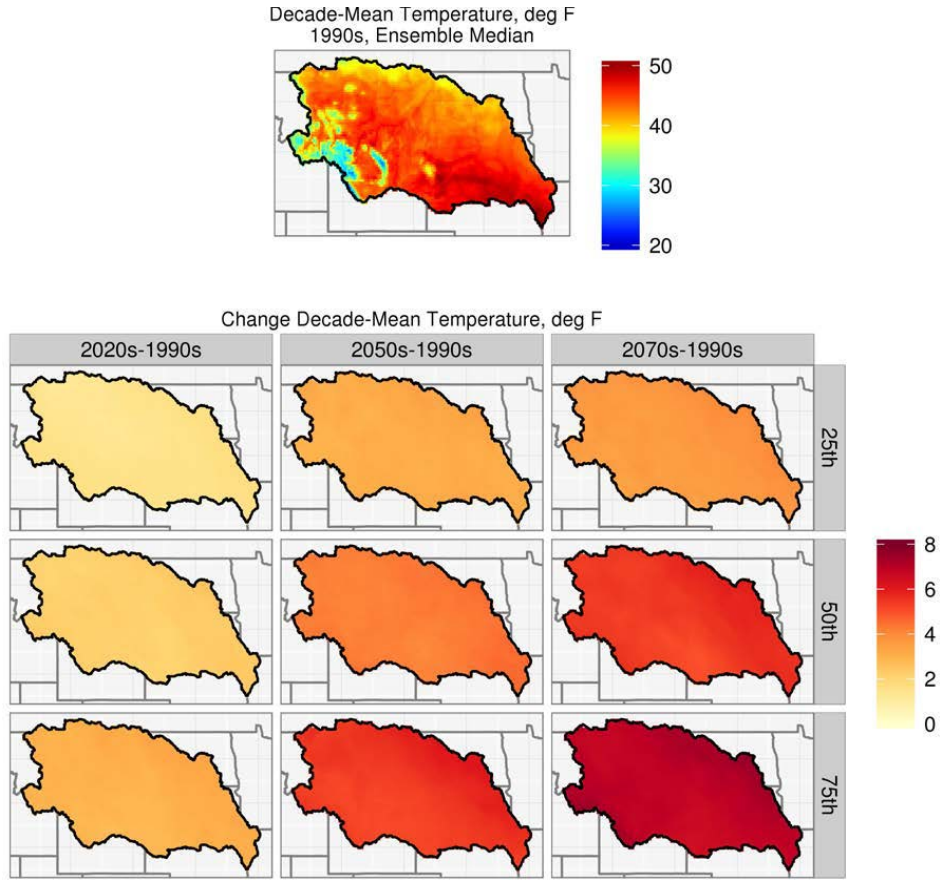 Decade-Mean Temperature, deg F
1990s, Ensemble Median
50
40
30
20
Change Decade-Mean Temperature, deg F
2020s-1990s
2050s-1990s
2070s-1990s
25th
50th
75th
8
6
4
2
0